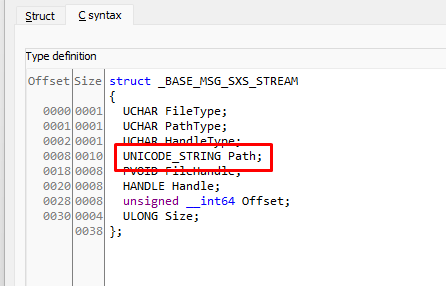 Struct C syntax
Type definition
Offset Size struct _BASE_MSG_SXS_STREAM
{
0000 0001 UCHAR FileType;
0001 0001 UCHAR PathType;
0002 0001 UCHAR HandleType;
0008 0010 UNICODE_STRING Path;
0018 0008 PVOID FileHandle;
0020 0008 HANDLE Handle;
0028 0008 unsigned __int64 Offset;
0030 0004 ULONG Size;
0038 };